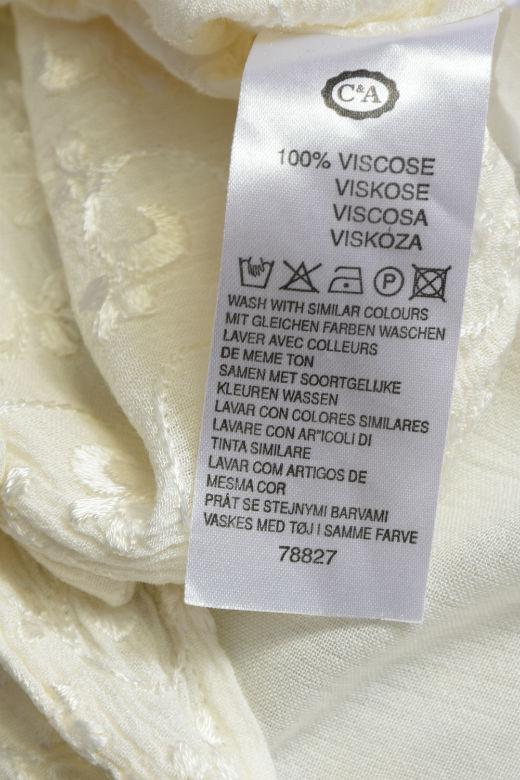 C&A
100% VISCOSE
VISKOSE
VISCOSA
VISKÓZA
P
WASH WITH SIMILAR COLOURS
MIT GLEICHEN FARBEN WASCHEN
LAVER AVEC COLLEURS
DE MEME TON
SAMEN MET SOORTGELIJKE
KLEUREN WASSEN
LAVAR CON COLORES SIMILARES
LAVARE CON AR"ICOLI DI
TINTA SIMILARE
LAVAR COM ARTIGOS DE
MESMA COR
PRÁT SE STEJNYMI BARVAMI
VASKES MED TØJ I SAMME FARVE
78827